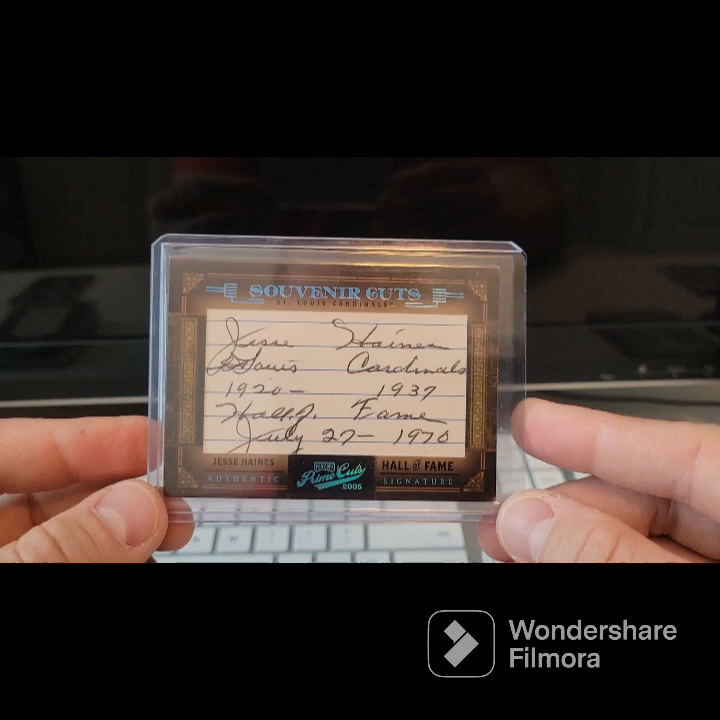 SOUVENIR CUTS
ST. LOUIS CARDINALS
Jesse Haines
St Louis Cardinals
1920 - 1937
Hall of Fame
July 27 - 1970
JESSE HAINES
AUTHENTIC
PLAYOFF
Prime Cuts
2005
HALL of FAME
SIGNATURE
Wondershare
Filmora